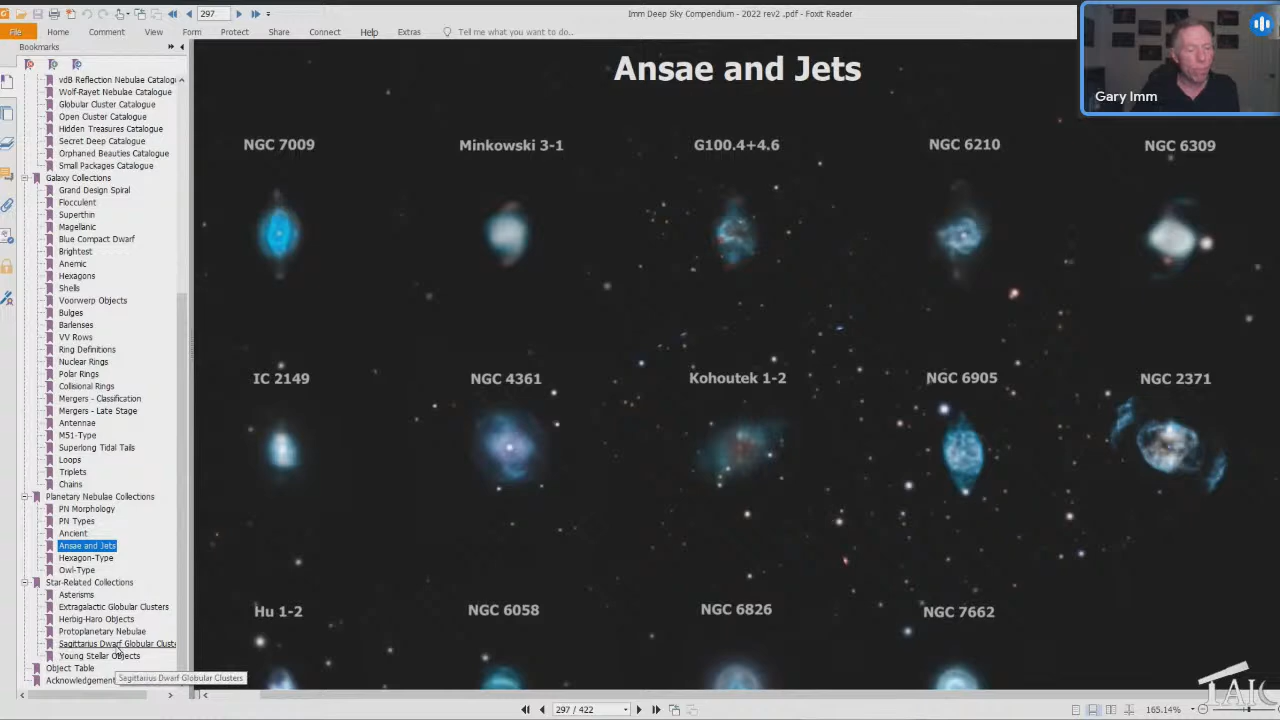 297
Imm Deep Sky Compendium - 2022 rev2 .pdf - Foxit Reader
File Home Comment View Form Protect Share Connect Help Extras Tell me what you want to do..
Bookmarks
vdB Reflection Nebulae Catalogu
Wolf-Rayet Nebulae Catalogue
Globular Cluster Catalogue
Open Cluster Catalogue
Hidden Treasures Catalogue
Secret Deep Catalogue
Orphaned Beauties Catalogue
Small Packages Catalogue
Galaxy Collections
Grand Design Spiral
Flocculent
Superthin
Magellanic
Blue Compact Dwarf
Brightest
Anemic
Hexagons
Shells
Voorwerp Objects
Bulges
Barlenses
VV Rows
Ring Definitions
Nuclear Rings
Polar Rings
Collisional Rings
Mergers - Classification
Mergers - Late Stage
Antennae
M51-Type
Superlong Tidal Tails
Loops
Triplets
Chains
Planetary Nebulae Collections
PN Morphology
PN Types
Ancient
Ansae and Jets
Hexagon-Type
Owl-Type
Star-Related Collections
Asterisms
Extragalactic Globular Clusters
Herbig-Haro Objects
Protoplanetary Nebulae
Sagittarius Dwarf Globular Cluste
Young Stellar Objects
Object Table
Acknowledgement
Sagittarius Dwarf Globular Clusters
Ansae and Jets
NGC 7009 Minkowski 3-1 G100.4+4.6 NGC 6210 NGC 6309
IC 2149 NGC 4361 Kohoutek 1-2 NGC 6905 NGC 2371
Hu 1-2 NGC 6058 NGC 6826 NGC 7662
Gary Imm
TAIC
297 / 422
165.14%